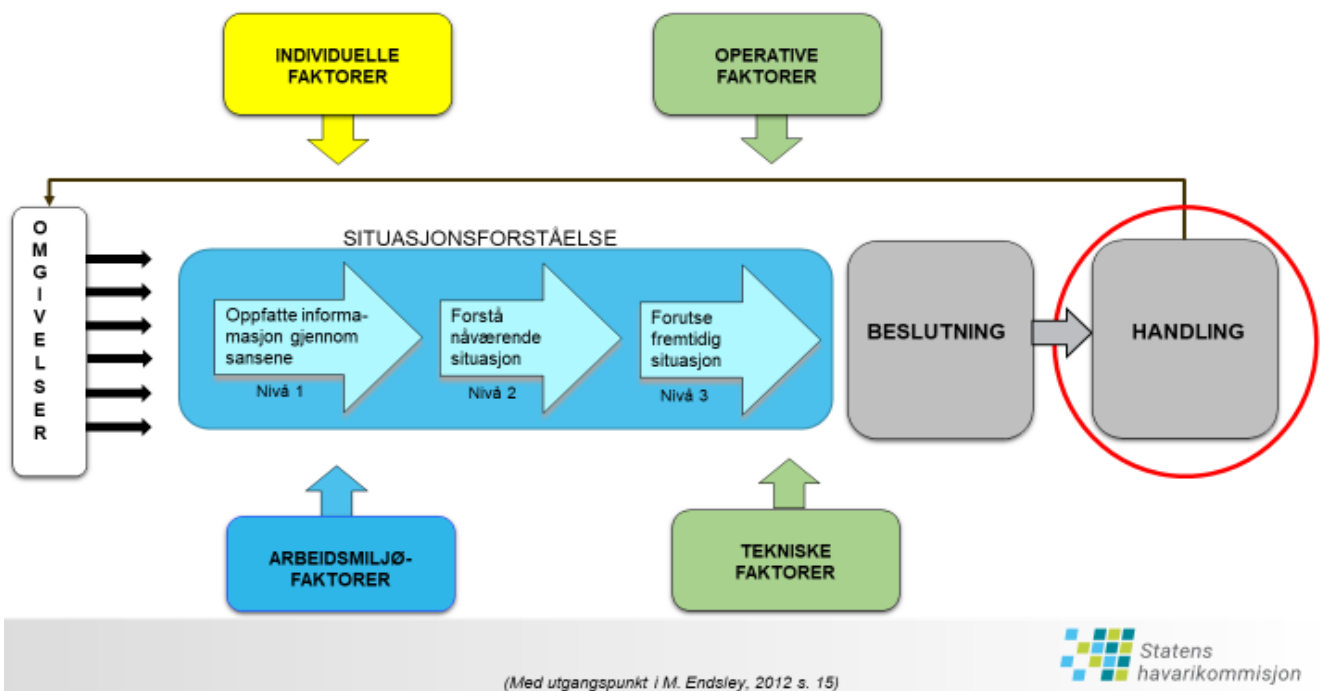 INDIVIDUELLE
FAKTORER
OPERATIVE
FAKTORER
OMGIVELSER
SITUASJONSFORSTÅELSE
Oppfatte informa-
masjon gjennom
sansene
Nivå 1
Forstå
nåværende
situasjon
Nivå 2
Forutse
fremtidig
situasjon
Nivå 3
BESLUTNING
HANDLING
ARBEIDSMILJØ-
FAKTORER
TEKNISKE
FAKTORER
(Med utgangspunkt i M. Endsley, 2012 s. 15)
Statens
havarikommisjon